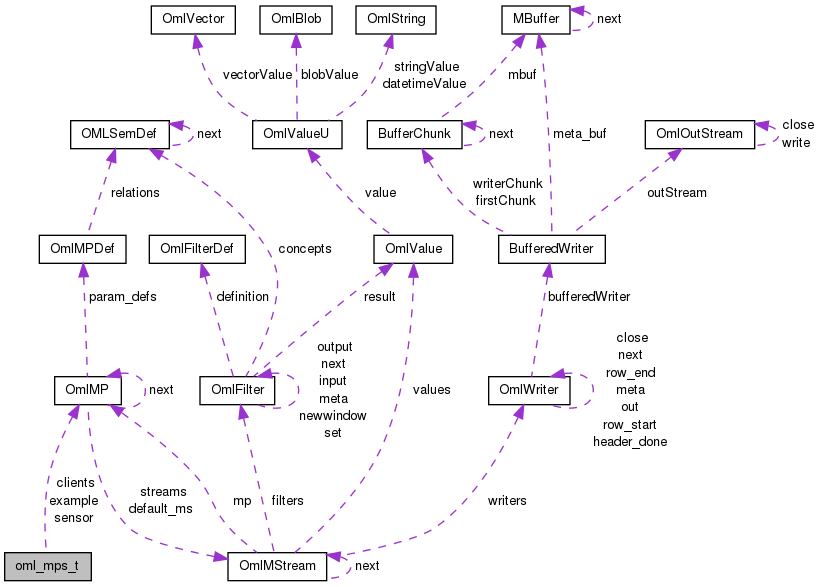 OmlVector
OmlBlob
OmlString
MBuffer
next
vectorValue
blobValue
stringValue
datetimeValue
mbuf
OMLSemDef
next
OmlValueU
BufferChunk
next
meta_buf
OmlOutStream
close
write
relations
value
writerChunk
firstChunk
outStream
OmlMPDef
OmlFilterDef
concepts
OmlValue
BufferedWriter
param_defs
definition
result
bufferedWriter
OmlMP
next
OmlFilter
output
next
input
meta
newwindow
set
values
OmlWriter
close
next
row_end
meta
out
row_start
header_done
clients
example
sensor
streams
default_ms
mp
filters
writers
oml_mps_t
OmlMStream
next